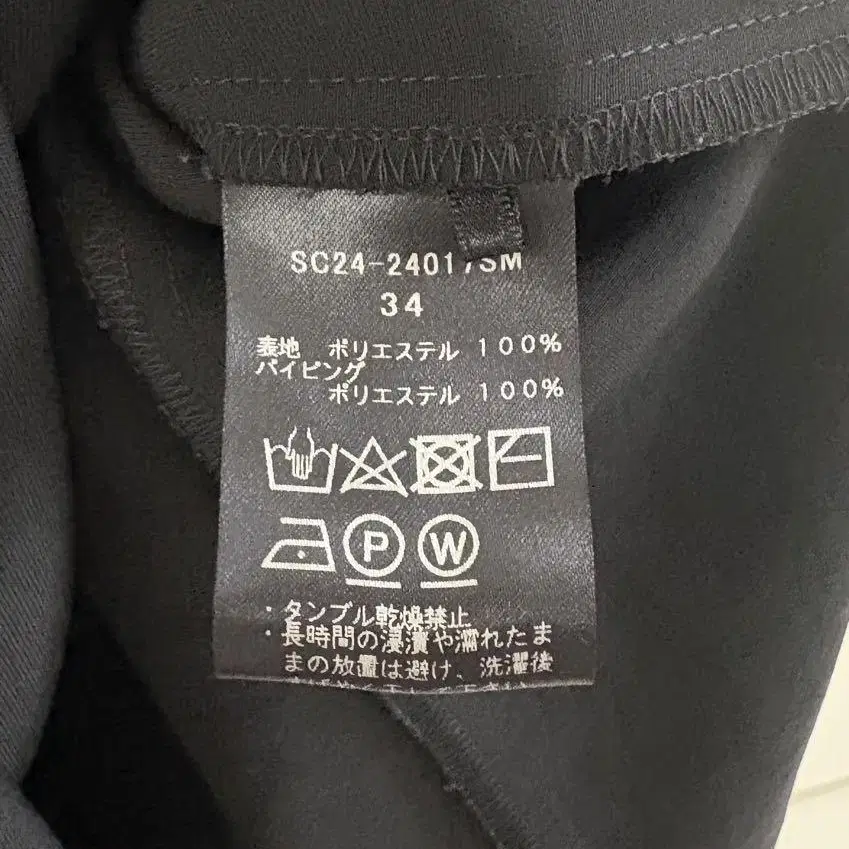 SC24-24017SM
34
表地 ポリエステル 100%
パイピング
ポリエステル 100%
P W
・タンブル乾燥禁止
・長時間の浸漬や濡れたま
まの放置は避け、洗濯後